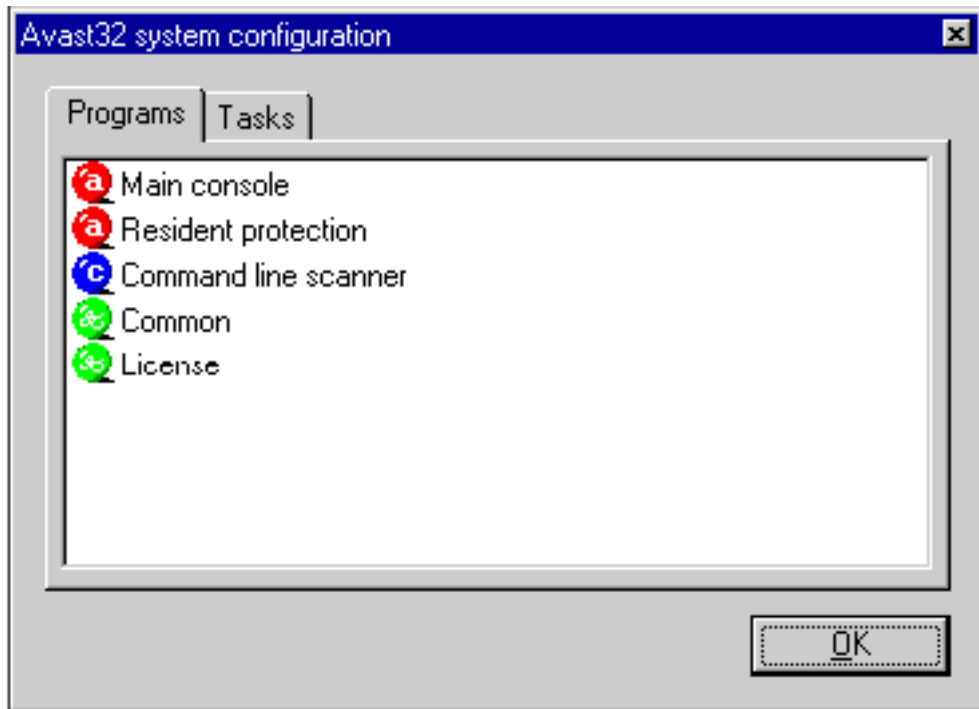 Avast32 system configuration
Programs Tasks
Main console
Resident protection
Command line scanner
Common
License
OK